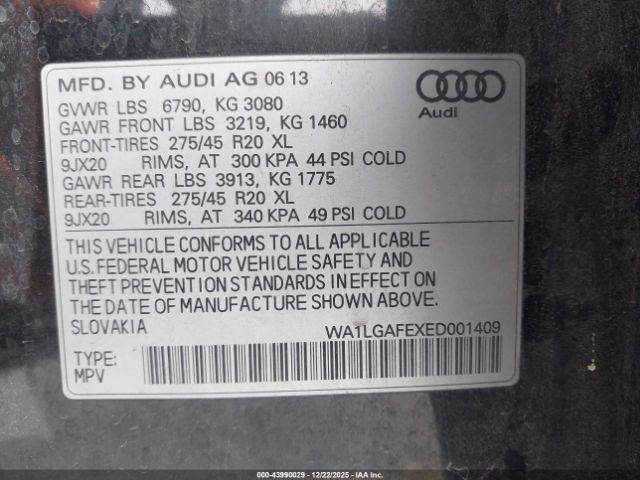 MFD. BY AUDI AG 06 13
Audi
GVWR LBS 6790, KG 3080
GAWR FRONT LBS 3219, KG 1460
FRONT-TIRES 275/45 R20 XL
9JX20 RIMS, AT 300 KPA 44 PSI COLD
GAWR REAR LBS 3913, KG 1775
REAR-TIRES 275/45 R20 XL
9JX20 RIMS, AT 340 KPA 49 PSI COLD
THIS VEHICLE CONFORMS TO ALL APPLICABLE
U.S. FEDERAL MOTOR VEHICLE SAFETY AND
THEFT PREVENTION STANDARDS IN EFFECT ON
THE DATE OF MANUFACTURE SHOWN ABOVE.
SLOVAKIA WA1LGAFEXED001409
TYPE:
MPV
000-43990029 - 12/22/2025 - IAA Inc.